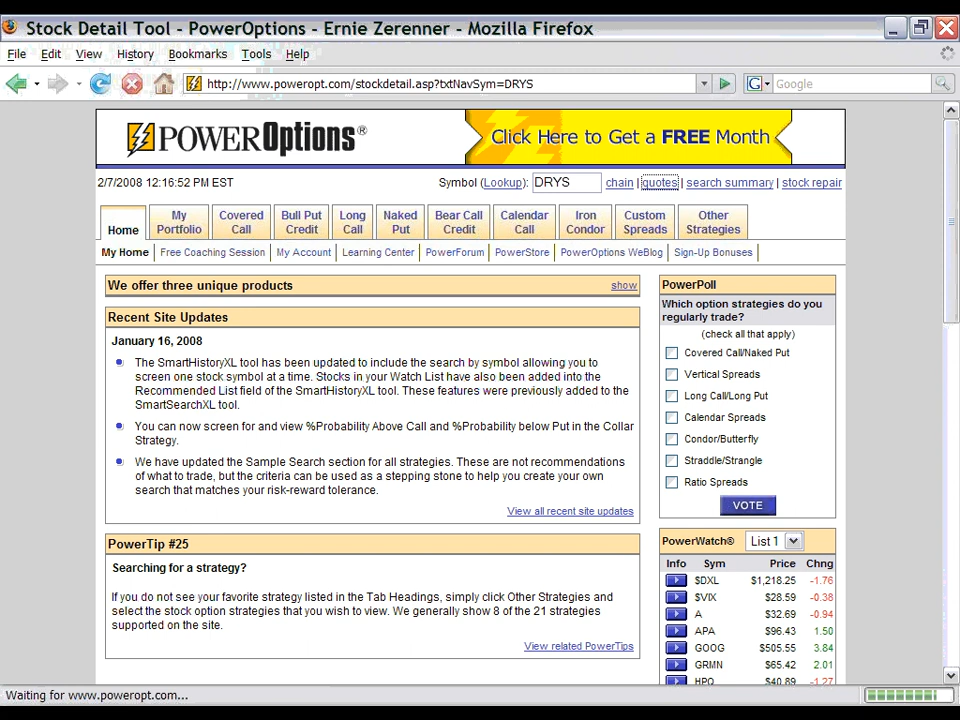 Stock Detail Tool - PowerOptions - Ernie Zerenner - Mozilla Firefox
File Edit View History Bookmarks Tools Help
http://www.poweropt.com/stockdetail.asp?txtNavSym=DRYS
G Google
POWEROptions®
Click Here to Get a FREE Month
2/7/2008 12:16:52 PM EST
Symbol (Lookup): DRYS chain | quotes | search summary | stock repair
Home
My Portfolio
Covered Call
Bull Put Credit
Long Call
Naked Put
Bear Call Credit
Calendar Call
Iron Condor
Custom Spreads
Other Strategies
My Home | Free Coaching Session | My Account | Learning Center | PowerForum | PowerStore | PowerOptions WeBlog | Sign-Up Bonuses |
We offer three unique products show
Recent Site Updates
January 16, 2008
The SmartHistoryXL tool has been updated to include the search by symbol allowing you to
screen one stock symbol at a time. Stocks in your Watch List have also been added into the
Recommended List field of the SmartHistoryXL tool. These features were previously added to the
SmartSearchXL tool.
You can now screen for and view %Probability Above Call and %Probability below Put in the Collar
Strategy.
We have updated the Sample Search section for all strategies. These are not recommendations
of what to trade, but the criteria can be used as a stepping stone to help you create your own
search that matches your risk-reward tolerance.
View all recent site updates
PowerTip #25
Searching for a strategy?
If you do not see your favorite strategy listed in the Tab Headings, simply click Other Strategies and
select the stock option strategies that you wish to view. We generally show 8 of the 21 strategies
supported on the site.
View related PowerTips
PowerPoll
Which option strategies do you
regularly trade?
(check all that apply)
Covered Call/Naked Put
Vertical Spreads
Long Call/Long Put
Calendar Spreads
Condor/Butterfly
Straddle/Strangle
Ratio Spreads
VOTE
PowerWatch® List 1
Info Sym Price Chng
$DXL $1,218.25 -1.76
$VIX $28.59 -0.38
A $32.69 -0.94
APA $96.43 1.50
GOOG $505.55 3.84
GRMN $65.42 2.01
HPQ $40.89 -1.27
Waiting for www.poweropt.com...